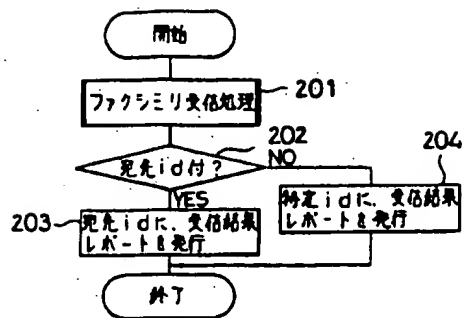 開始
201
ファクシミリ受信処理
202
宛先id付?
NO
204
YES
203
宛先idに、受信結果
レポートを発行
特定idに、受信結果
レポートを発行
終了